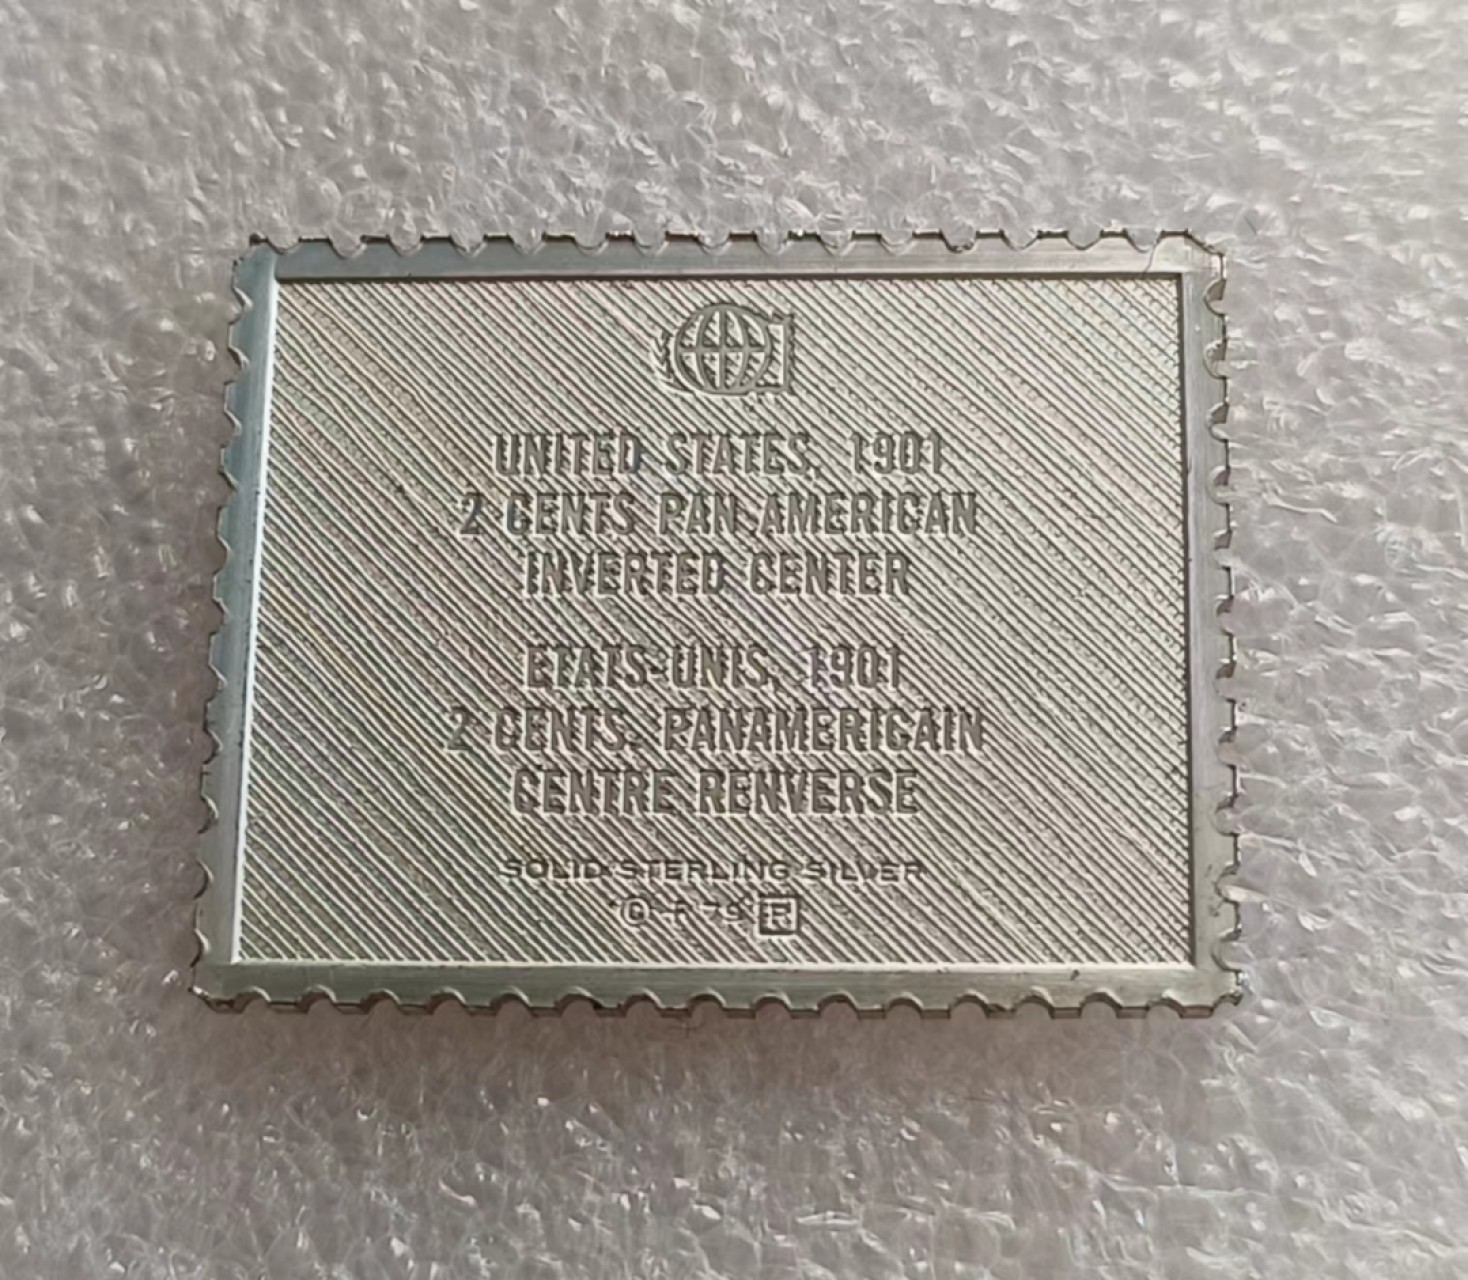 UNITED STATES, 1901
2 CENTS PAN AMERICAN
INVERTED CENTER
ETATS-UNIS, 1901
2 CENTS. PANAMERICAIN
CENTRE RENVERSE
SOLID STERLING SILVER
© F 79 P